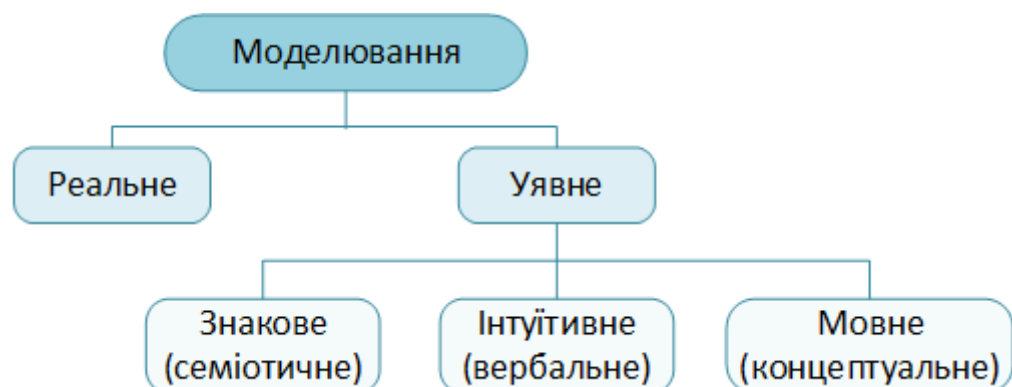 Моделювання
Реальне
Уявне
Знакове
(семіотичне)
Інтуїтивне
(вербальне)
Мовне
(концептуальне)